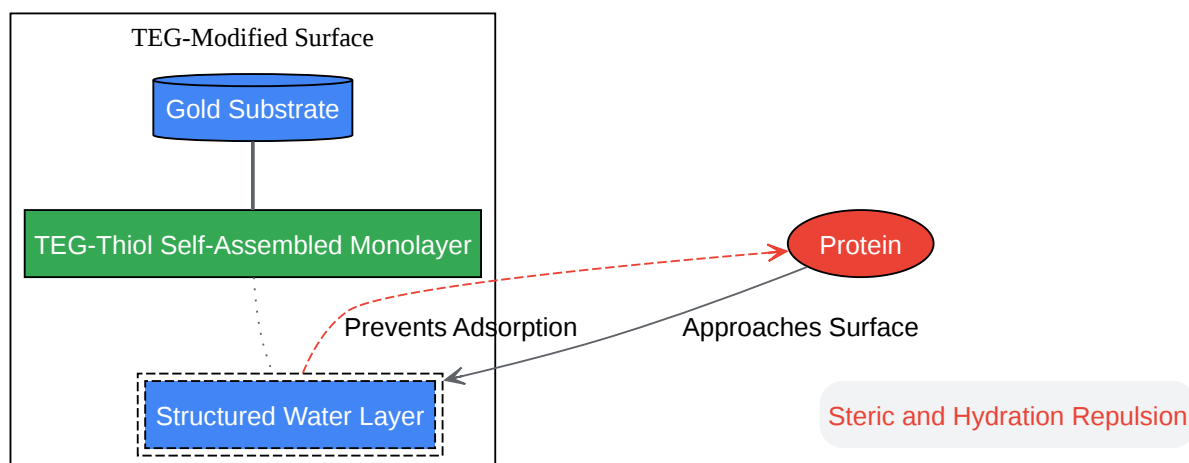 TEG-Modified Surface
Gold Substrate
TEG-Thiol Self-Assembled Monolayer
Protein
Prevents Adsorption
Approaches Surface
Structured Water Layer
Steric and Hydration Repulsion